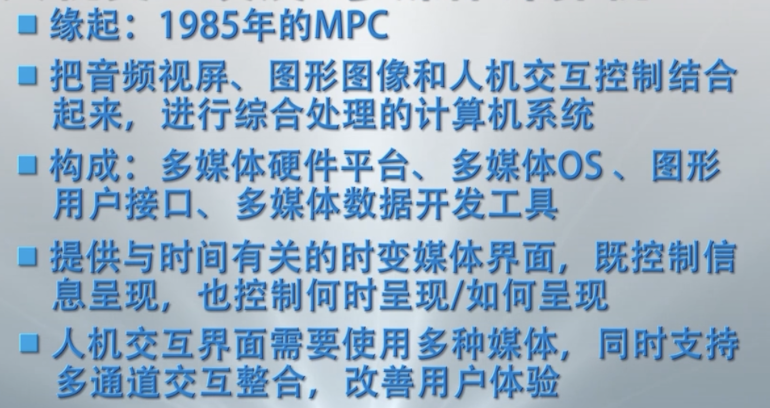 ■ 缘起：1985年的MPC
■ 把音频视屏、图形图像和人机交互控制结合
起来，进行综合处理的计算机系统
■ 构成：多媒体硬件平台、多媒体OS、图形
用户接口、多媒体数据开发工具
■ 提供与时间有关的时变媒体界面，既控制信
息呈现，也控制何时呈现/如何呈现
■ 人机交互界面需要使用多种媒体，同时支持
多通道交互整合，改善用户体验